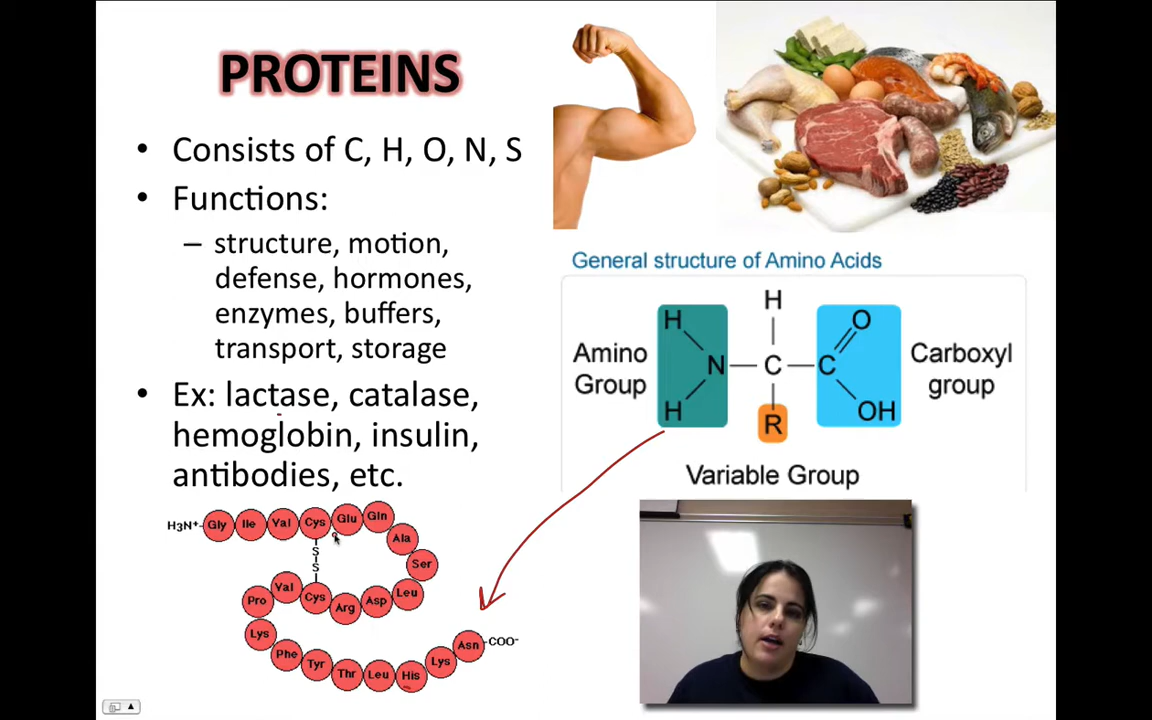 PROTEINS
• Consists of C, H, O, N, S
• Functions:
– structure, motion,
defense, hormones,
enzymes, buffers,
transport, storage
• Ex: lactase, catalase,
hemoglobin, insulin,
antibodies, etc.
General structure of Amino Acids
H
H O
Amino Group
N C C
Carboxyl group
H OH
R
Variable Group
H3N+ Gly Ile Val Cys Glu Gln
Ala
S
S
Ser
Pro Val Cys Arg Asp Leu
Lys
Phe Tyr Thr Leu His Lys Asn COO-